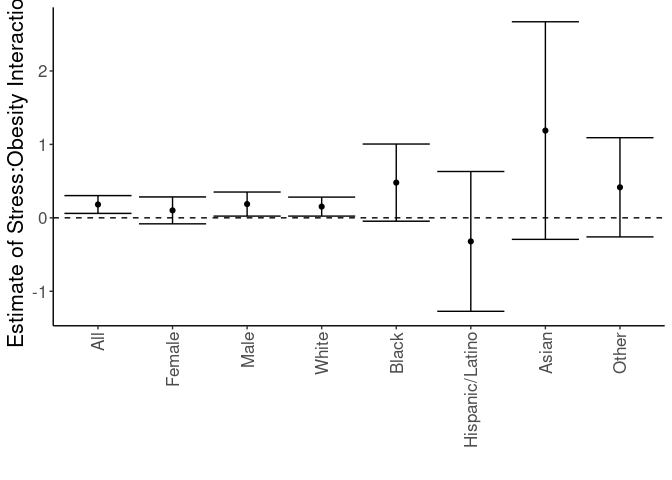 Estimate of Stress:Obesity Interactio
2
1
0
-1
All
Female
Male
White
Black
Hispanic/Latino
Asian
Other